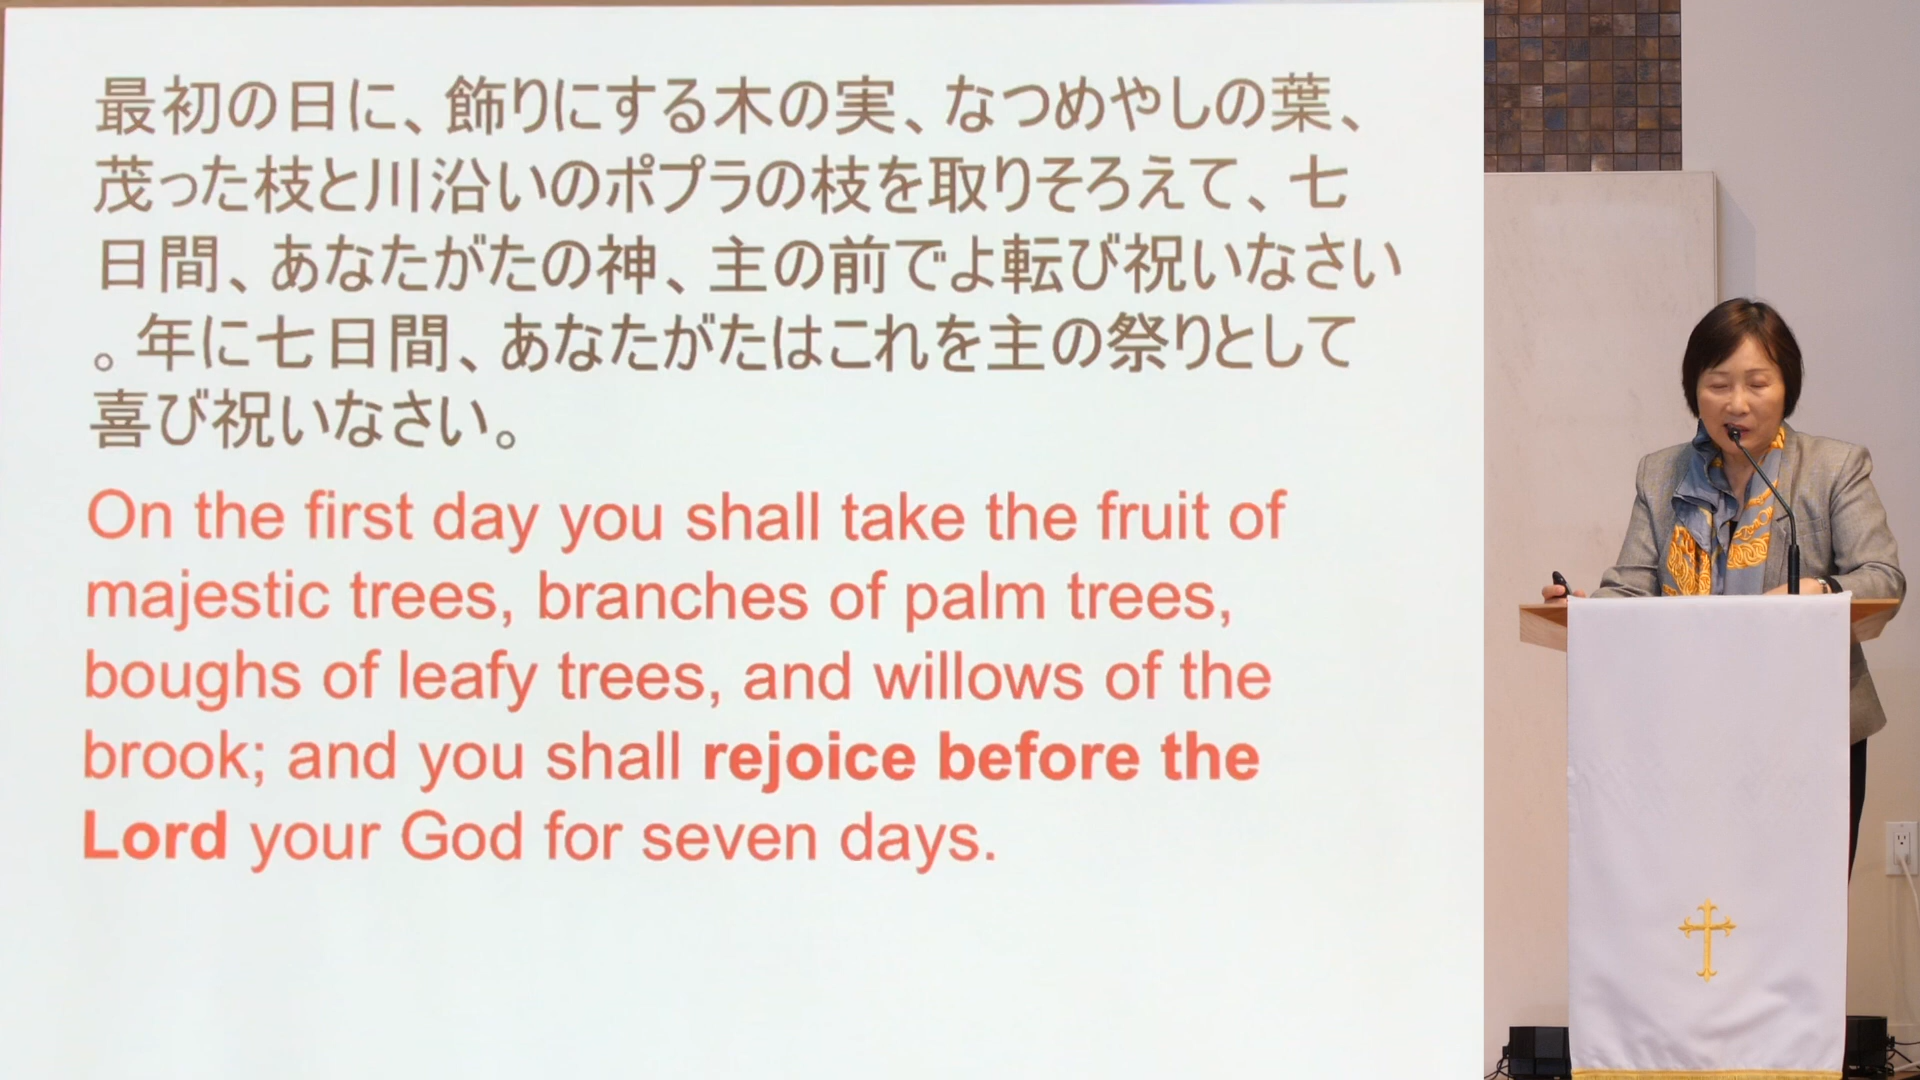 最初の日に、飾りにする木の実、なつめやしの葉、
茂った枝と川沿いのポプラの枝を取りそろえて、七
日間、あなたがたの神、主の前でよ転び祝いなさい
。年に七日間、あなたがたはこれを主の祭りとして
喜び祝いなさい。
On the first day you shall take the fruit of
majestic trees, branches of palm trees,
boughs of leafy trees, and willows of the
brook; and you shall rejoice before the
Lord your God for seven days.